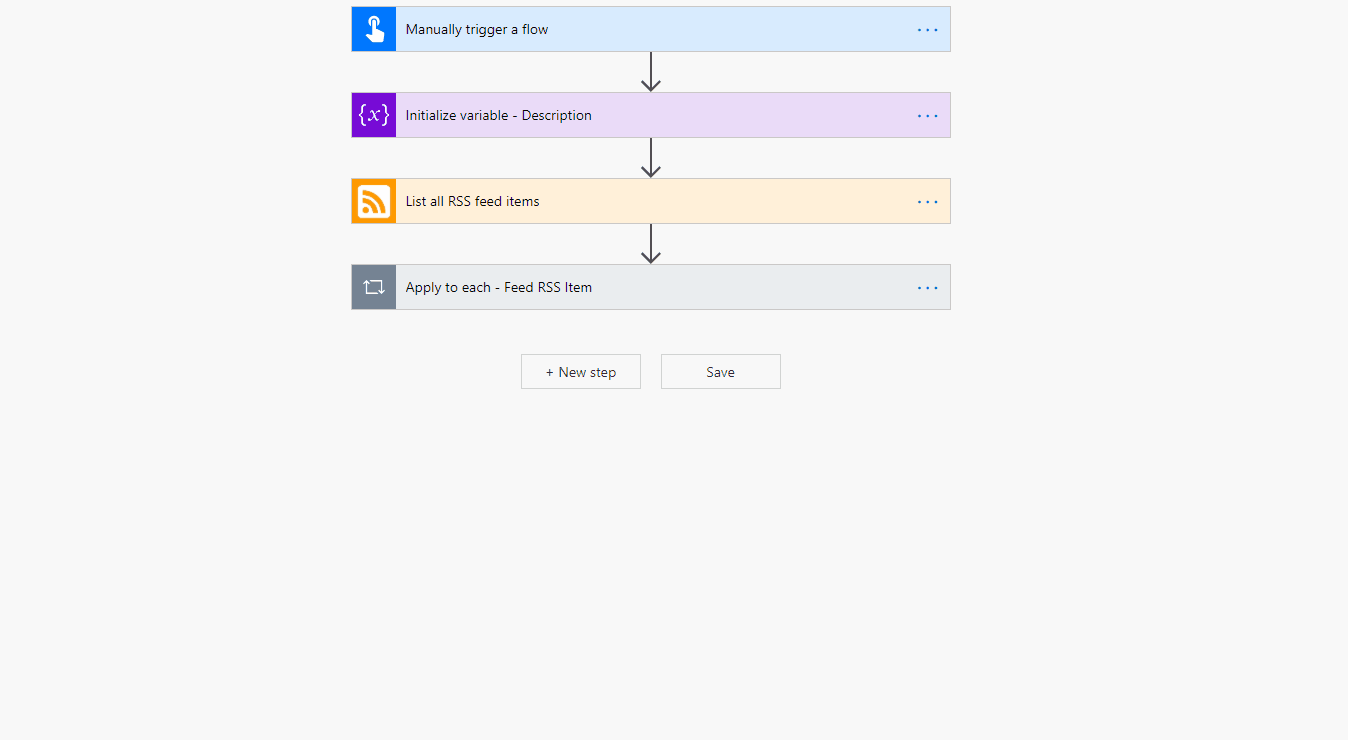 Manually trigger a flow
{x} Initialize variable - Description
List all RSS feed items
Apply to each - Feed RSS Item
+ New step Save